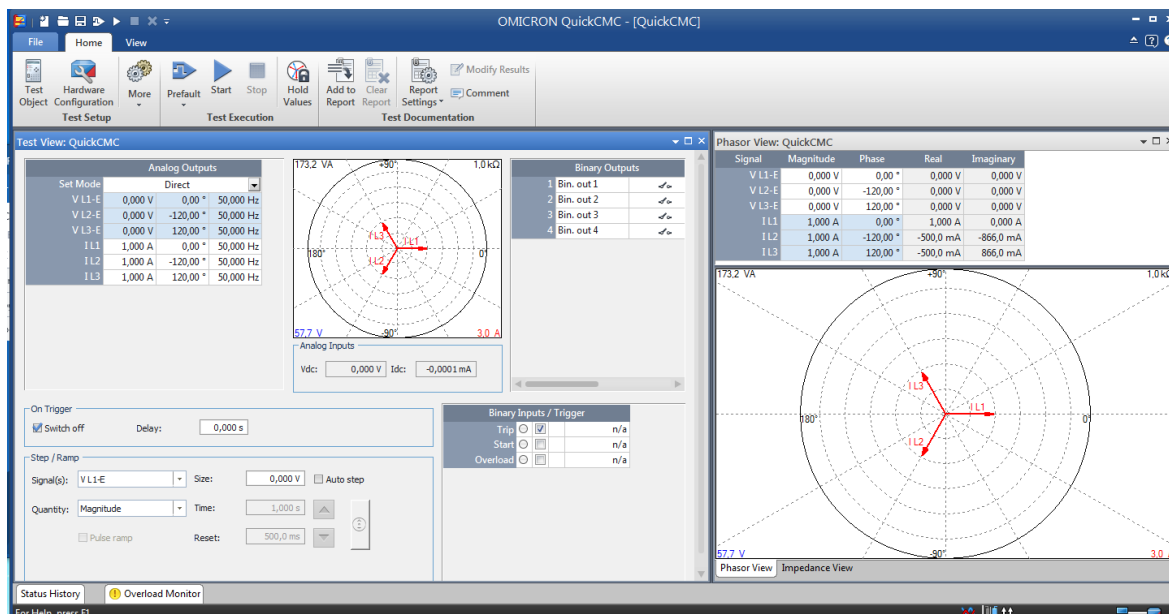 OMICRON QuickCMC - [QuickCMC]
File Home View
Test Object
Hardware Configuration
More
Prefault
Start
Stop
Hold Values
Add to Report
Clear Report
Report Settings
Modify Results
Comment
Test Setup
Test Execution
Test Documentation
Test View: QuickCMC
Analog Outputs
Set Mode Direct
V L1-E 0,000 V 0,00 ° 50,000 Hz
V L2-E 0,000 V -120,00 ° 50,000 Hz
V L3-E 0,000 V 120,00 ° 50,000 Hz
I L1 1,000 A 0,00 ° 50,000 Hz
I L2 1,000 A -120,00 ° 50,000 Hz
I L3 1,000 A 120,00 ° 50,000 Hz
173,2 VA +90° 1,0 kΩ
I L3
I L1
180° 0°
I L2
57,7 V -90° 3,0 A
Analog Inputs
Vdc: 0,000 V Idc: -0,0001 mA
Binary Outputs
1 Bin. out 1
2 Bin. out 2
3 Bin. out 3
4 Bin. out 4
On Trigger
Switch off Delay: 0,000 s
Step / Ramp
Signal(s): V L1-E Size: 0,000 V Auto step
Quantity: Magnitude Time: 1,000 s
Pulse ramp Reset: 500,0 ms
Binary Inputs / Trigger
Trip n/a
Start n/a
Overload n/a
Phasor View: QuickCMC
Signal Magnitude Phase Real Imaginary
V L1-E 0,000 V 0,00 ° 0,000 V 0,000 V
V L2-E 0,000 V -120,00 ° 0,000 V 0,000 V
V L3-E 0,000 V 120,00 ° 0,000 V 0,000 V
I L1 1,000 A 0,00 ° 1,000 A 0,000 A
I L2 1,000 A -120,00 ° -500,0 mA -866,0 mA
I L3 1,000 A 120,00 ° -500,0 mA 866,0 mA
173,2 VA +90° 1,0 kΩ
I L3
I L1
180° 0°
I L2
57,7 V -90° 3,0
Phasor View Impedance View
Status History Overload Monitor
For Help, press F1